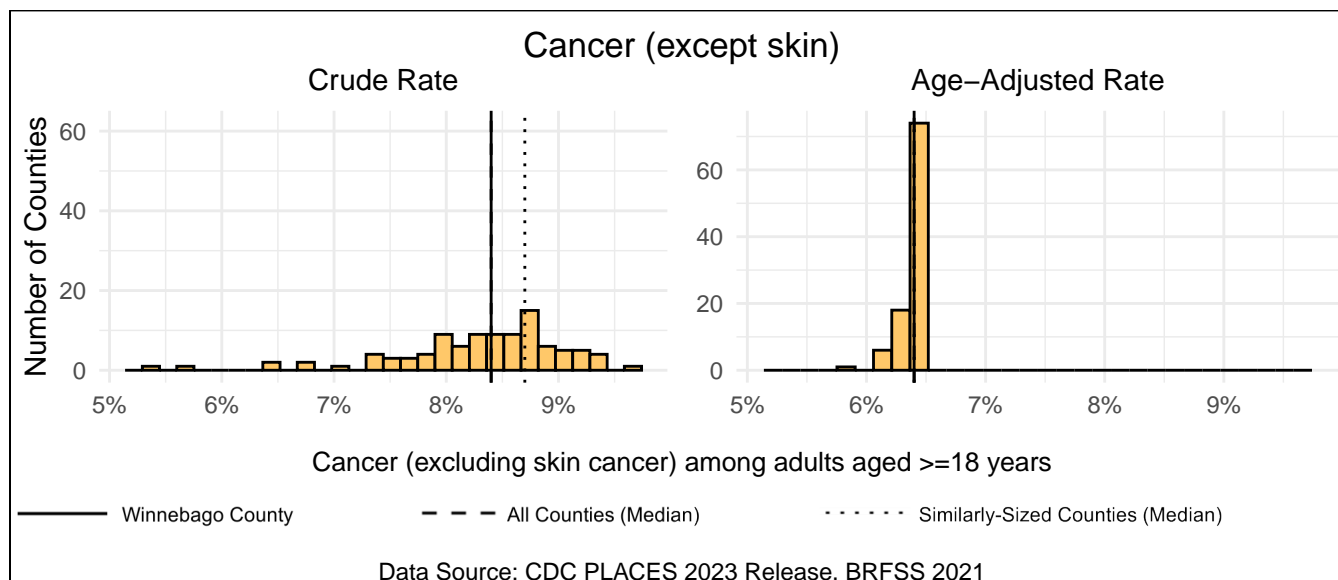 Cancer (except skin)
Crude Rate
Age−Adjusted Rate
Number of Counties
60
40
20
0
5%
6%
7%
8%
9%
60
40
20
0
5%
6%
7%
8%
9%
Cancer (excluding skin cancer) among adults aged >=18 years
Winnebago County
All Counties (Median)
Similarly-Sized Counties (Median)
Data Source: CDC PLACES 2023 Release, BRFSS 2021